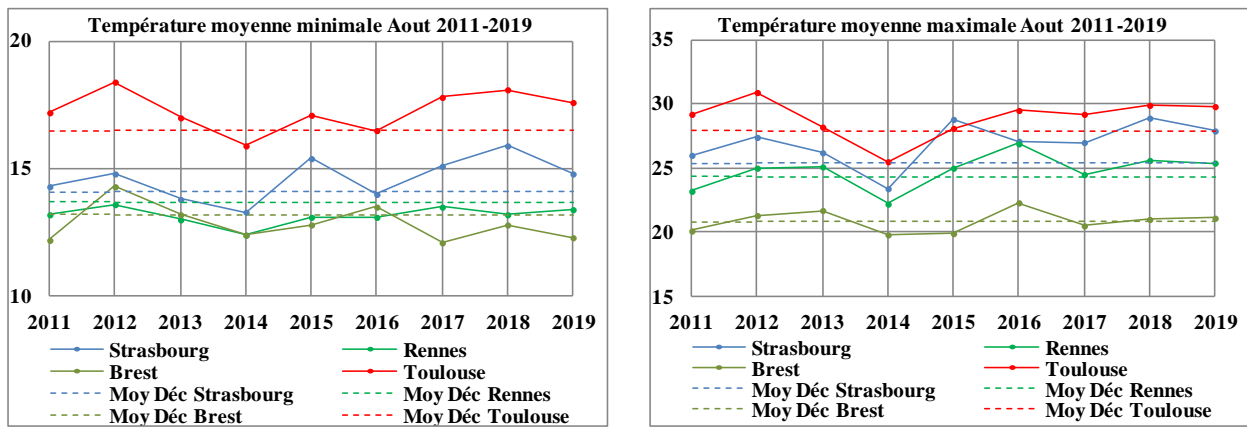 Température moyenne minimale Aout 2011-2019
20
15
10
2011 2012 2013 2014 2015 2016 2017 2018 2019
Strasbourg Rennes
Brest Toulouse
Moy Déc Strasbourg Moy Déc Rennes
Moy Déc Brest Moy Déc Toulouse
Température moyenne maximale Aout 2011-2019
35
30
25
20
15
2011 2012 2013 2014 2015 2016 2017 2018 2019
Strasbourg Rennes
Brest Toulouse
Moy Déc Strasbourg Moy Déc Rennes
Moy Déc Brest Moy Déc Toulouse